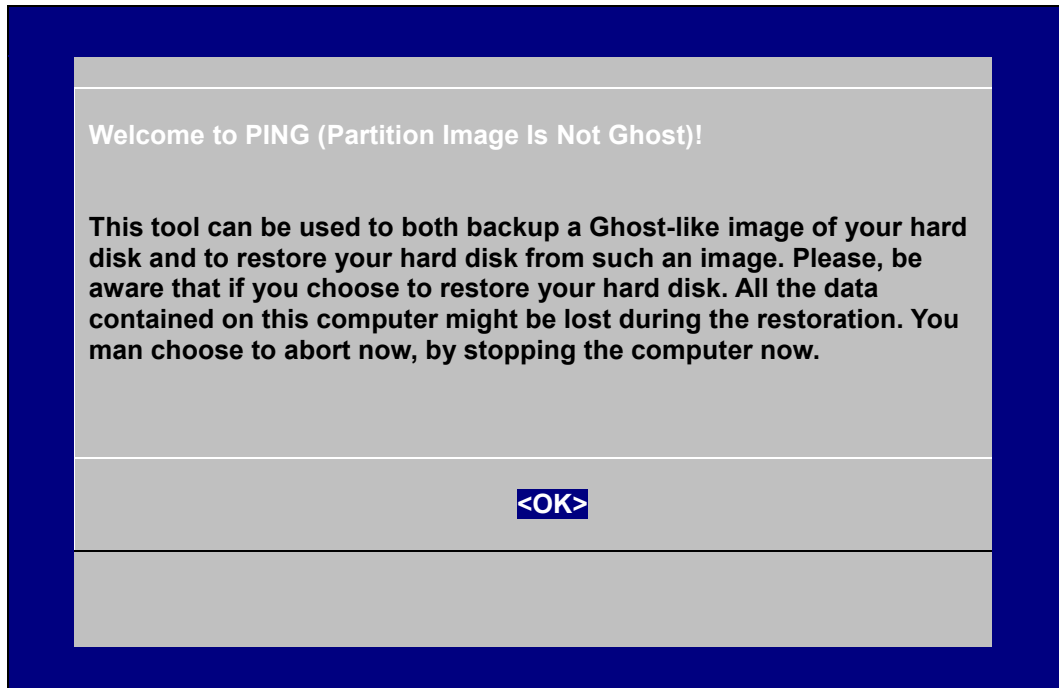 Welcome to PING (Partition Image Is Not Ghost)!
This tool can be used to both backup a Ghost-like image of your hard
disk and to restore your hard disk from such an image. Please, be
aware that if you choose to restore your hard disk. All the data
contained on this computer might be lost during the restoration. You
man choose to abort now, by stopping the computer now.
<OK>